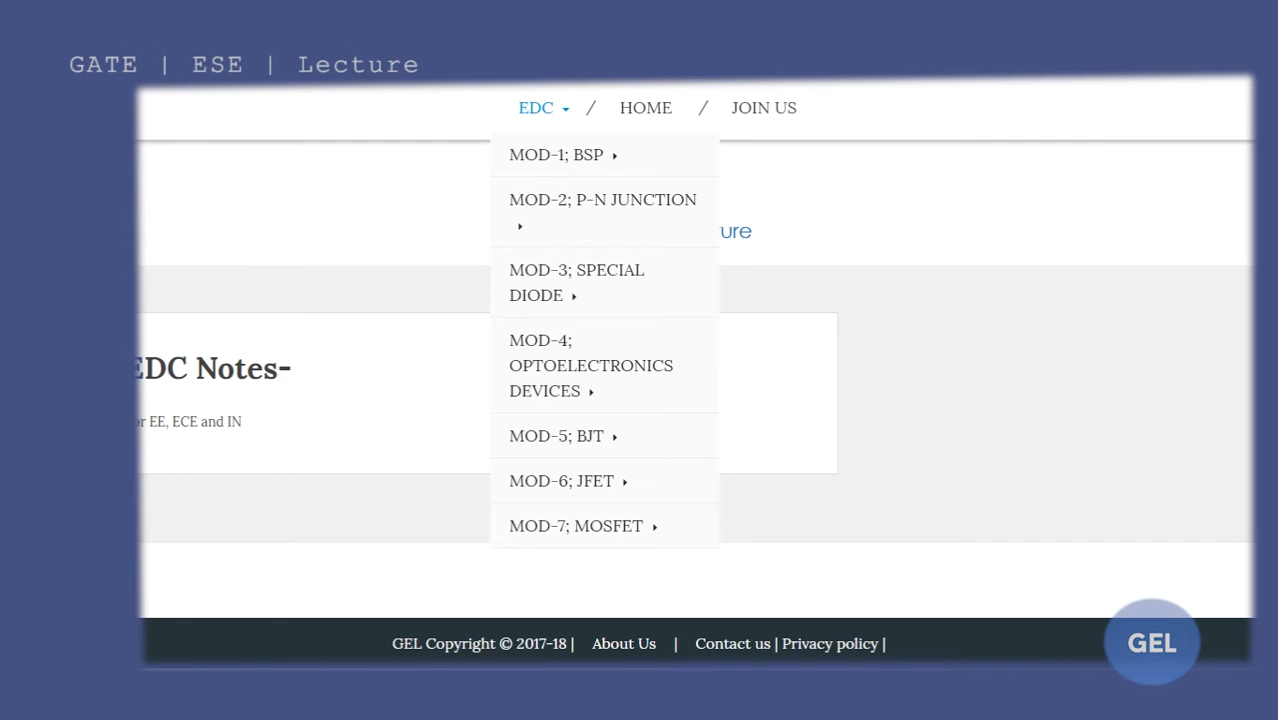 GATE | ESE | Lecture
EDC / HOME / JOIN US
MOD-1; BSP
MOD-2; P-N JUNCTION
ure
MOD-3; SPECIAL
DIODE
MOD-4;
OPTOELECTRONICS
DEVICES
EDC Notes-
or EE, ECE and IN
MOD-5; BJT
MOD-6; JFET
MOD-7; MOSFET
GEL Copyright © 2017-18 | About Us | Contact us | Privacy policy |
GEL